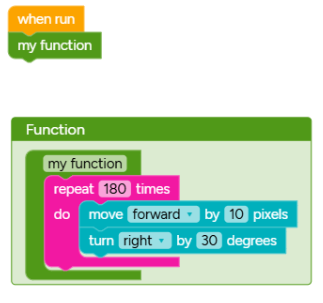 when run
my function
Function
my function
repeat 180 times
do move forward by 10 pixels
turn right by 30 degrees